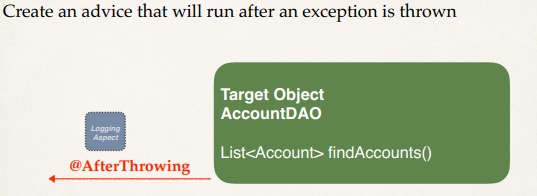 Create an advice that will run after an exception is thrown
Target Object
AccountDAO
Logging
Aspect
List<Account> findAccounts()
@AfterThrowing